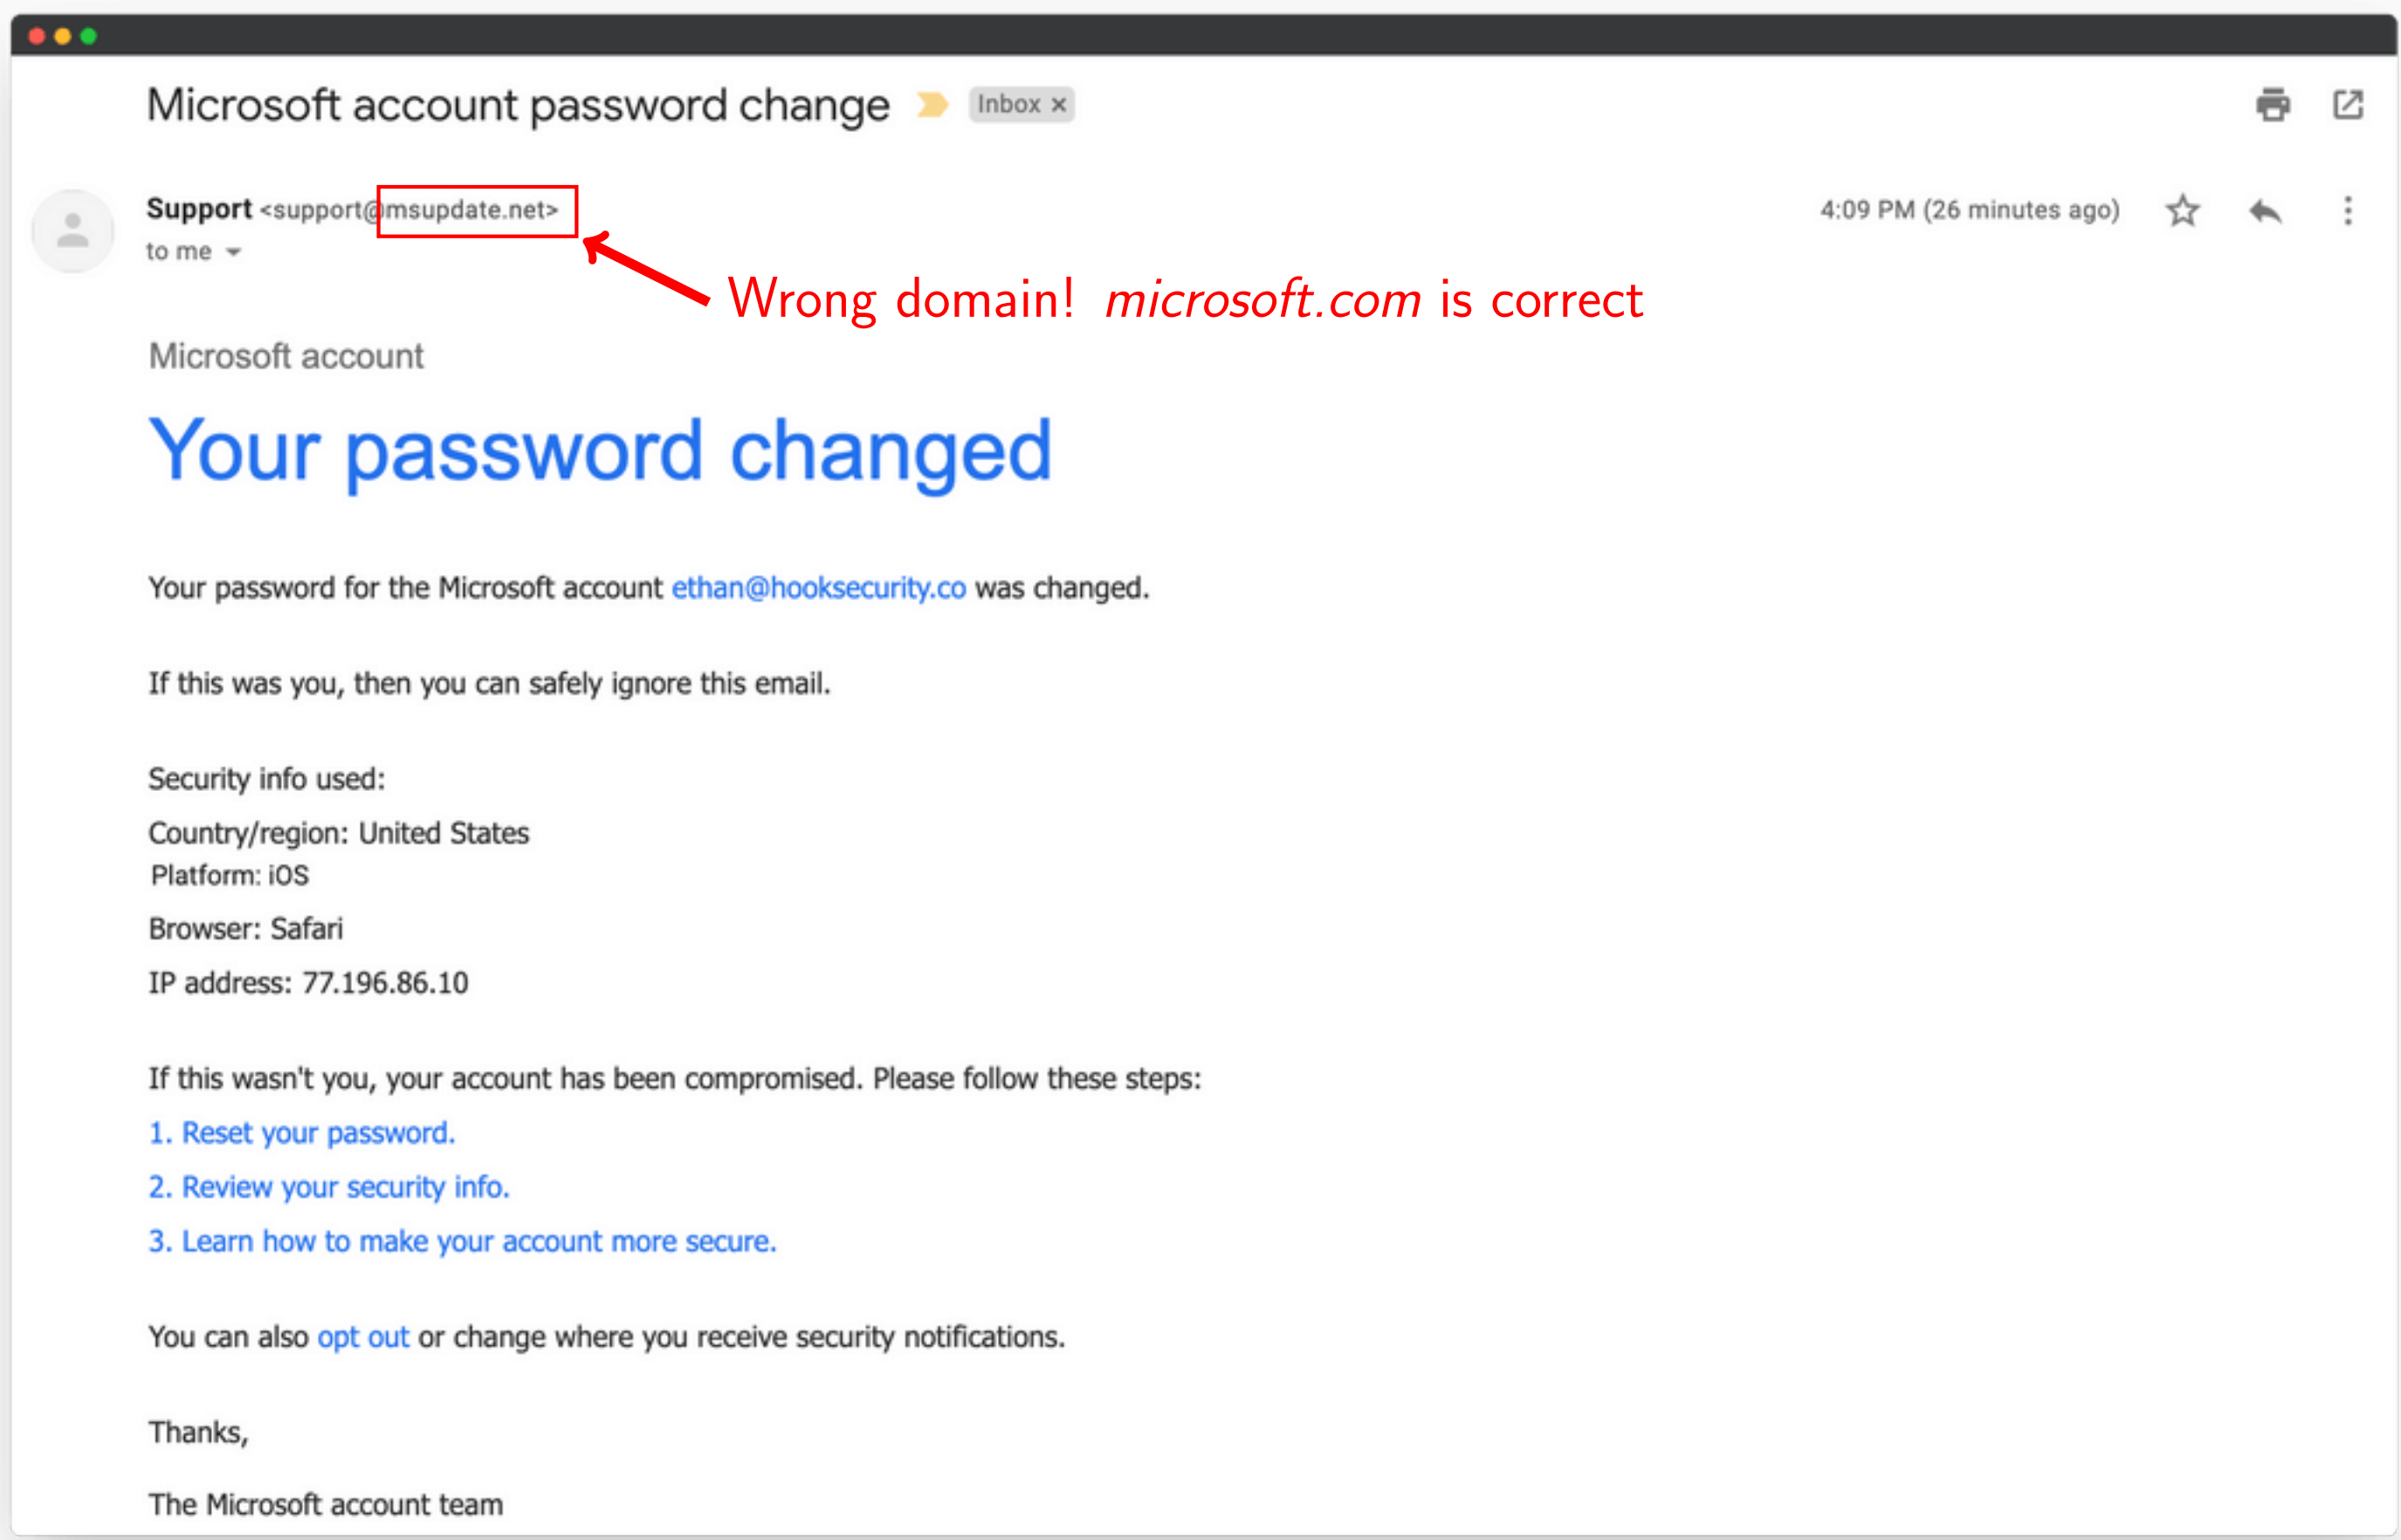 Microsoft account password change Inbox ×
Support <support@msupdate.net> 4:09 PM (26 minutes ago)
to me
Wrong domain! microsoft.com is correct
Microsoft account
Your password changed
Your password for the Microsoft account ethan@hooksecurity.co was changed.
If this was you, then you can safely ignore this email.
Security info used:
Country/region: United States
Platform: iOS
Browser: Safari
IP address: 77.196.86.10
If this wasn't you, your account has been compromised. Please follow these steps:
1. Reset your password.
2. Review your security info.
3. Learn how to make your account more secure.
You can also opt out or change where you receive security notifications.
Thanks,
The Microsoft account team